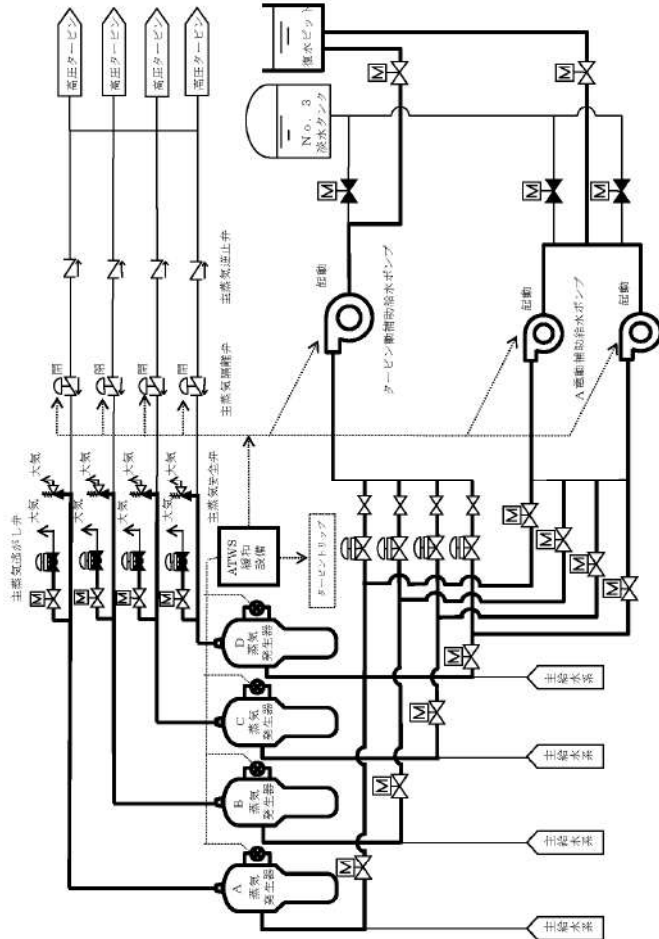 主蒸気逃がし弁
大気
大気
主蒸気安全弁
主蒸気隔離弁
主蒸気逆止弁
高圧タービン
M
大気
大気
高圧タービン
M
大気
大気
高圧タービン
M
大気
大気
高圧タービン
M
A
蒸気
発生器
B
蒸気
発生器
C
蒸気
発生器
D
蒸気
発生器
ATWS
緩和
設備
タービントリップ
No. 3
淡水タンク
復水ピット
M
M
M
M
起動
タービン動補助給水ポンプ
M
M
起動
A電動補助給水ポンプ
起動
M
M
M
主給水系
主給水系
主給水系
主給水系